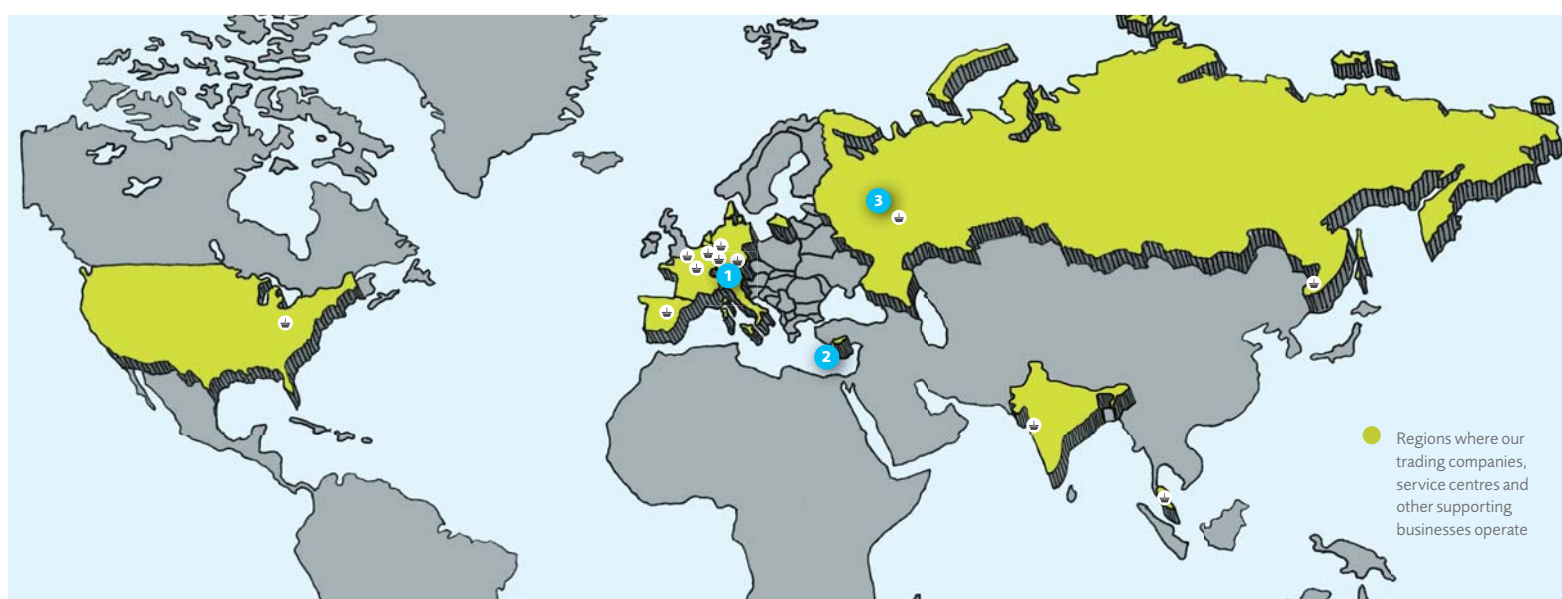 3
1
2
Regions where our
trading companies,
service centres and
other supporting
businesses operate